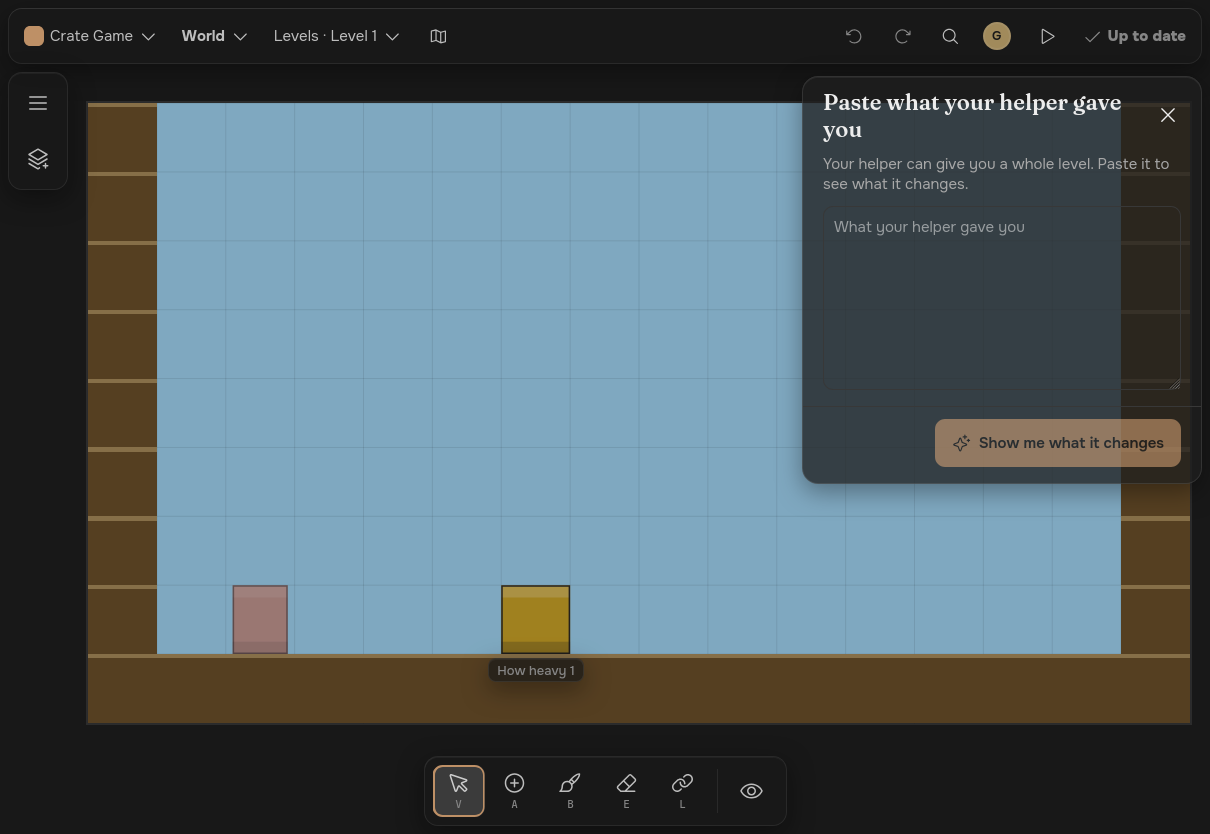 Crate Game
World
Levels · Level 1
G
Up to date
Paste what your helper gave
you
Your helper can give you a whole level. Paste it to
see what it changes.
What your helper gave you
Show me what it changes
How heavy 1
V
A
B
E
L